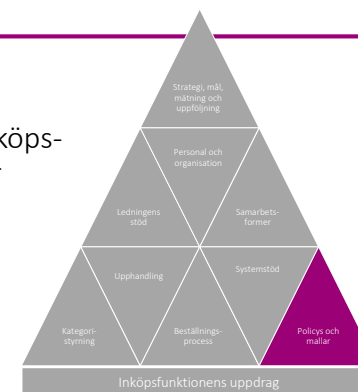 köps-
Strategi, mål,
mätning och
uppföljning
Personal och
organisation
Ledningens
stöd
Samarbets-
former
Upphandling
Systemstöd
Kategori-
styrning
Beställnings-
process
Policys och
mallar
Inköpsfunktionens uppdrag